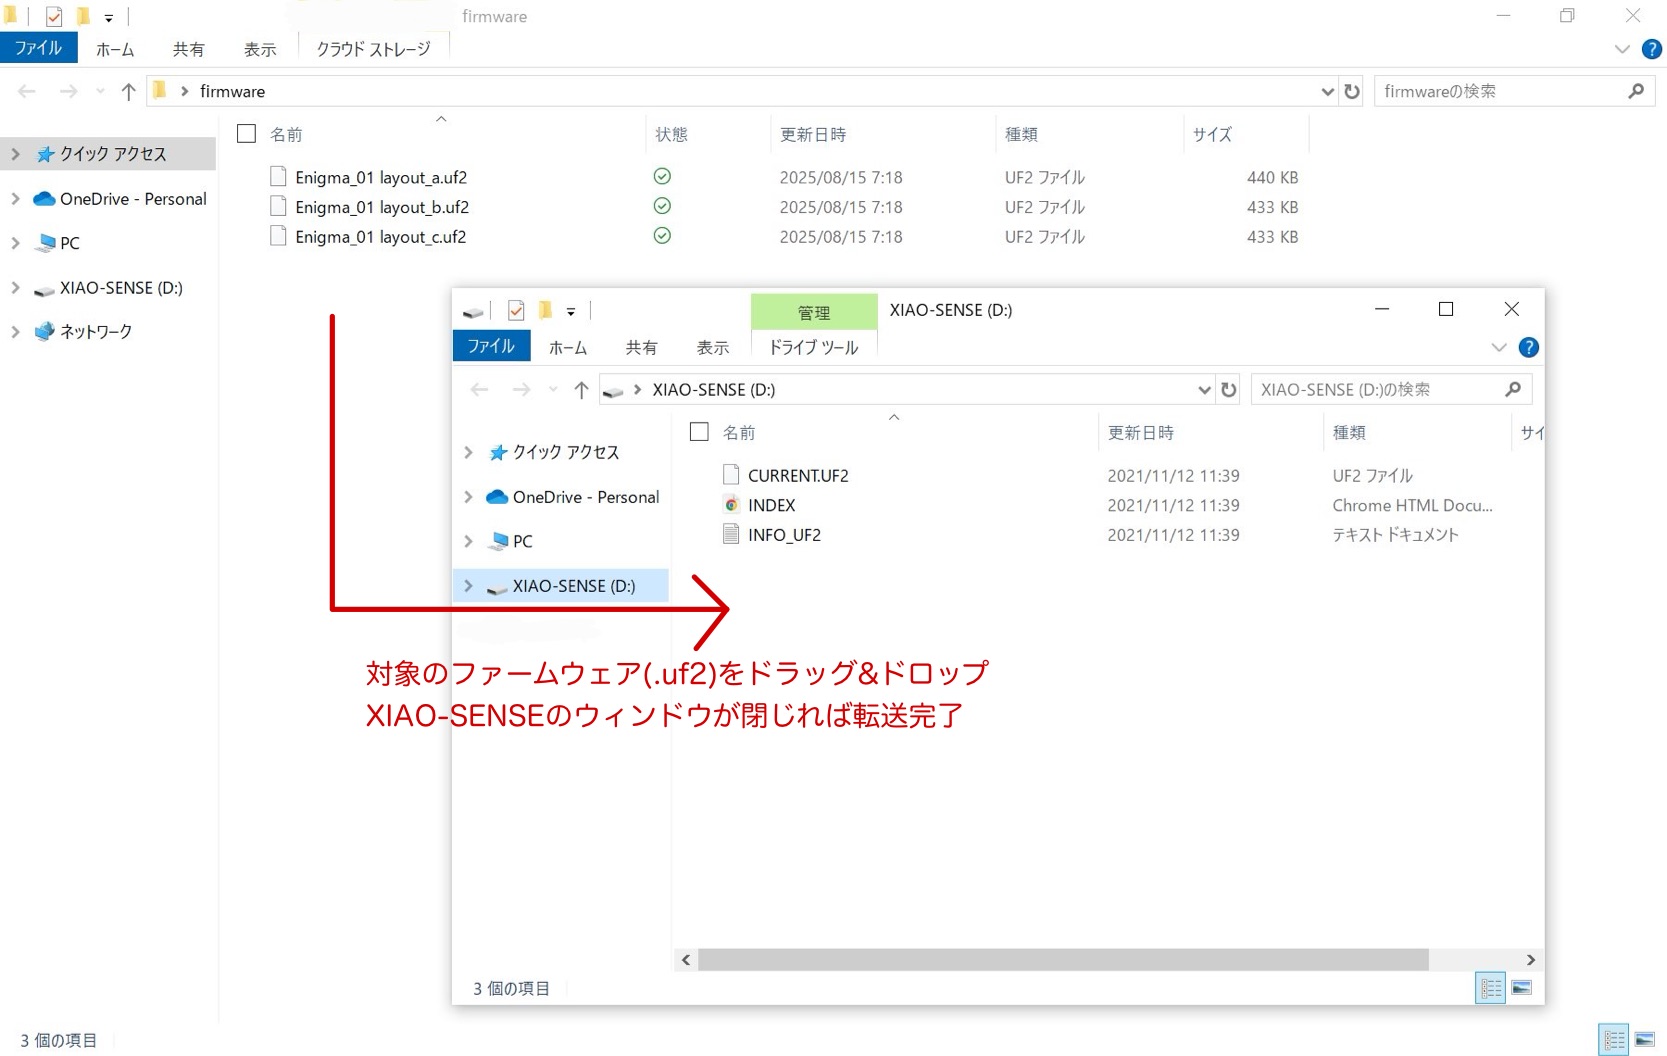 firmware
ファイル ホーム 共有 表示 クラウド ストレージ
firmware firmwareの検索
名前 状態 更新日時 種類 サイズ
クイック アクセス
OneDrive - Personal
PC
XIAO-SENSE (D:)
ネットワーク
Enigma_01 layout_a.uf2 2025/08/15 7:18 UF2 ファイル 440 KB
Enigma_01 layout_b.uf2 2025/08/15 7:18 UF2 ファイル 433 KB
Enigma_01 layout_c.uf2 2025/08/15 7:18 UF2 ファイル 433 KB
管理 XIAO-SENSE (D:)
ファイル ホーム 共有 表示 ドライブ ツール
XIAO-SENSE (D:) XIAO-SENSE (D:)の検索
名前 更新日時 種類 サイ
クイック アクセス
OneDrive - Personal
PC
XIAO-SENSE (D:)
CURRENT.UF2 2021/11/12 11:39 UF2 ファイル
INDEX 2021/11/12 11:39 Chrome HTML Docu...
INFO_UF2 2021/11/12 11:39 テキスト ドキュメント
対象のファームウェア(.uf2)をドラッグ&ドロップ
XIAO-SENSEのウィンドウが閉じれば転送完了
3 個の項目
3 個の項目